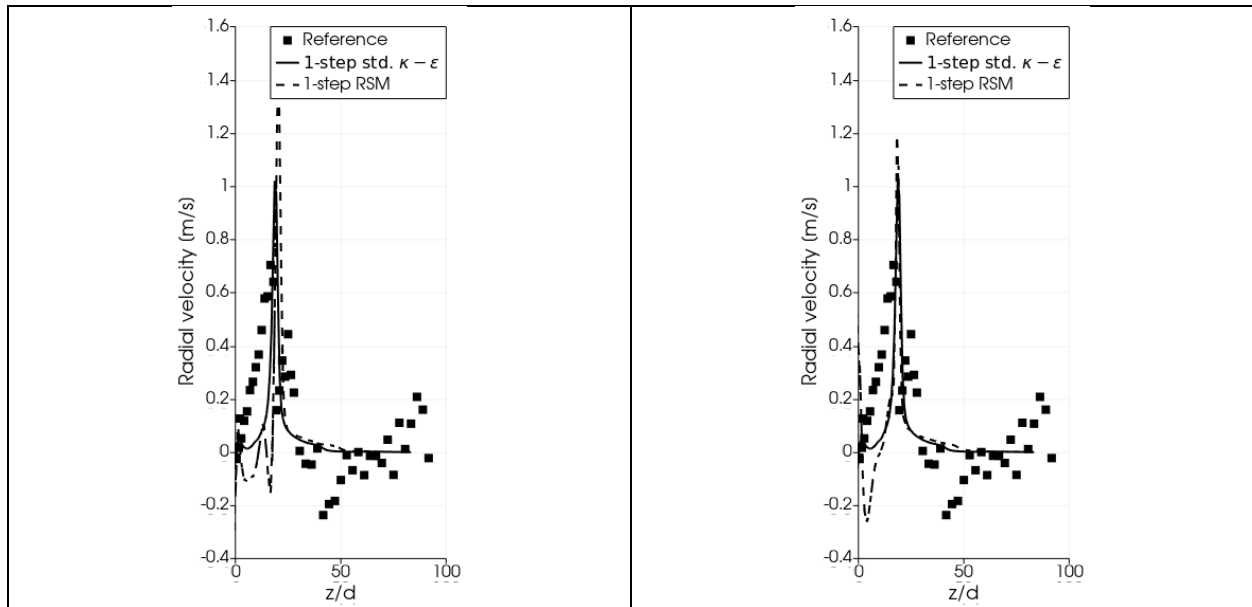 1.6
1.4
1.2
1
0.8
0.6
0.4
0.2
0
-0.2
-0.4
Radial velocity (m/s)
Reference
1-step std. κ − ε
1-step RSM
0
50
100
z/d
1.6
1.4
1.2
1
0.8
0.6
0.4
0.2
0
-0.2
-0.4
Radial velocity (m/s)
Reference
1-step std. κ − ε
1-step RSM
0
50
100
z/d